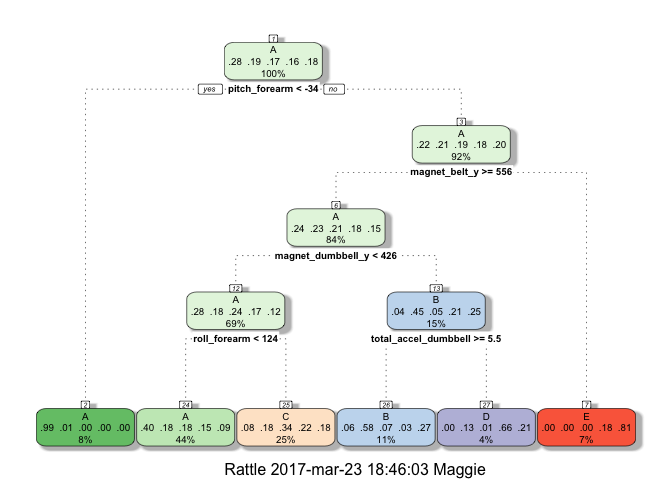 1
A
.28 .19 .17 .16 .18
100%
yes pitch_forearm < -34 no
3
A
.22 .21 .19 .18 .20
92%
magnet_belt_y >= 556
6
A
.24 .23 .21 .18 .15
84%
magnet_dumbbell_y < 426
12
A
.28 .18 .24 .17 .12
69%
roll_forearm < 124
13
B
.04 .45 .05 .21 .25
15%
total_accel_dumbbell >= 5.5
2
A
.99 .01 .00 .00 .00
8%
24
A
.40 .18 .18 .15 .09
44%
25
C
.08 .18 .34 .22 .18
25%
26
B
.06 .58 .07 .03 .27
11%
27
D
.00 .13 .01 .66 .21
4%
7
E
.00 .00 .00 .18 .81
7%
Rattle 2017-mar-23 18:46:03 Maggie